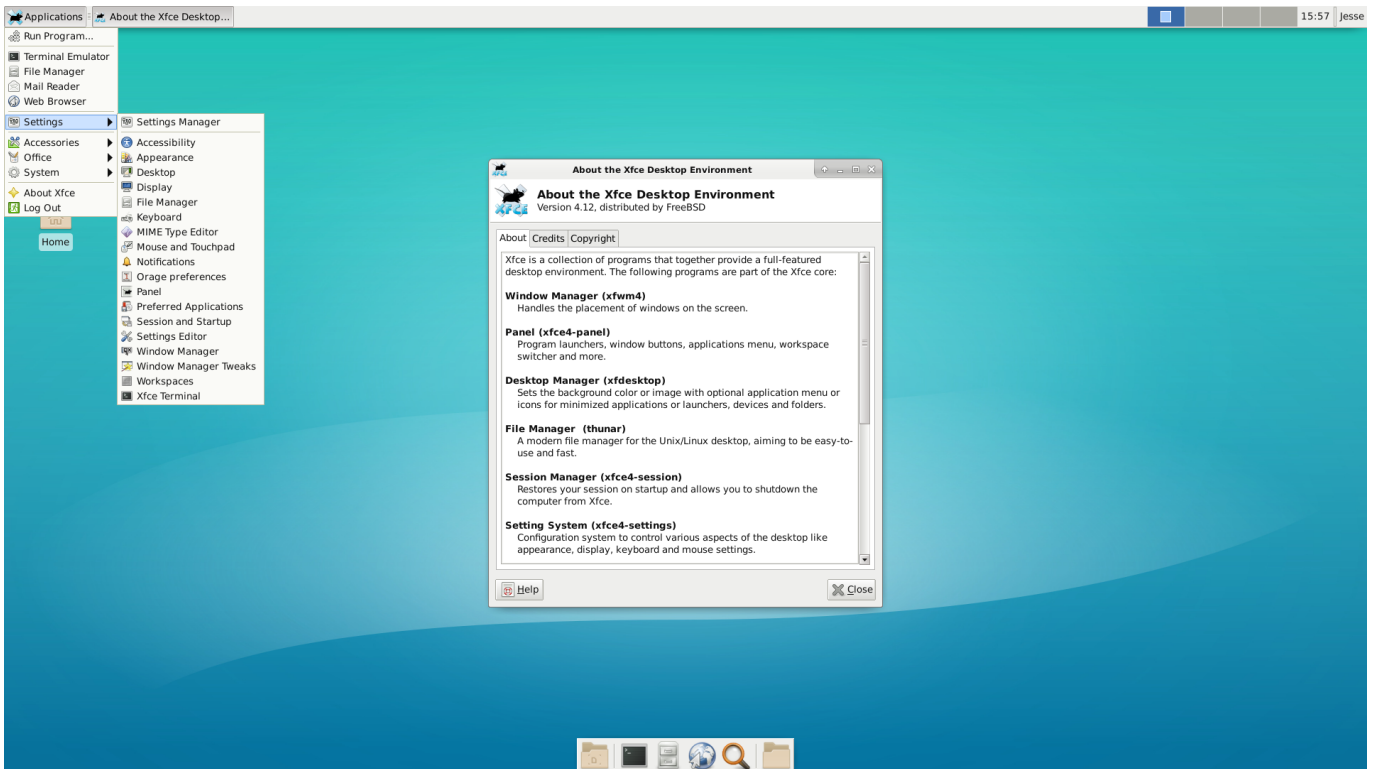 Applications
About the Xfce Desktop...
15:57
Jesse
Run Program...
Terminal Emulator
File Manager
Mail Reader
Web Browser
Settings
Accessories
Office
System
About Xfce
Log Out
Home
Settings Manager
Accessibility
Appearance
Desktop
Display
File Manager
Keyboard
MIME Type Editor
Mouse and Touchpad
Notifications
Orage preferences
Panel
Preferred Applications
Session and Startup
Settings Editor
Window Manager
Window Manager Tweaks
Workspaces
Xfce Terminal
About the Xfce Desktop Environment
XFCE
About the Xfce Desktop Environment
Version 4.12, distributed by FreeBSD
About Credits Copyright
Xfce is a collection of programs that together provide a full-featured
desktop environment. The following programs are part of the Xfce core:
Window Manager (xfwm4)
Handles the placement of windows on the screen.
Panel (xfce4-panel)
Program launchers, window buttons, applications menu, workspace
switcher and more.
Desktop Manager (xfdesktop)
Sets the background color or image with optional application menu or
icons for minimized applications or launchers, devices and folders.
File Manager (thunar)
A modern file manager for the Unix/Linux desktop, aiming to be easy-to-
use and fast.
Session Manager (xfce4-session)
Restores your session on startup and allows you to shutdown the
computer from Xfce.
Setting System (xfce4-settings)
Configuration system to control various aspects of the desktop like
appearance, display, keyboard and mouse settings.
Help
Close